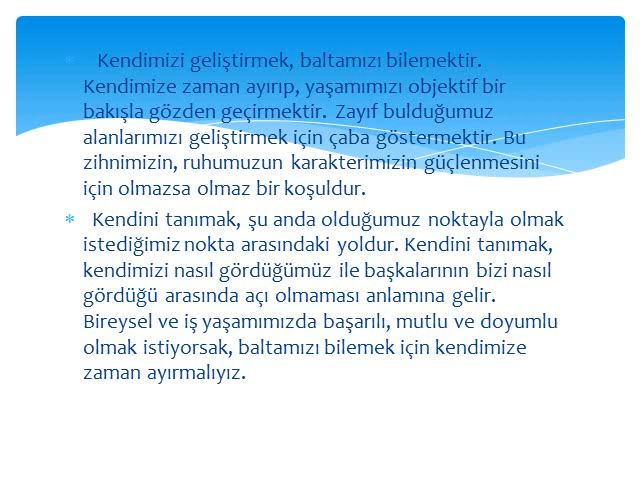 * Kendimizi geliştirmek, baltamızı bilemektir.
Kendimize zaman ayırıp, yaşamımızı objektif bir
bakışla gözden geçirmektir. Zayıf bulduğumuz
alanlarımızı geliştirmek için çaba göstermektir. Bu
zihnimizin, ruhumuzun karakterimizin güçlenmesini
için olmazsa olmaz bir koşuldur.
* Kendini tanımak, şu anda olduğumuz noktayla olmak
istediğimiz nokta arasındaki yoldur. Kendini tanımak,
kendimizi nasıl gördüğümüz ile başkalarının bizi nasıl
gördüğü arasında açı olmaması anlamına gelir.
Bireysel ve iş yaşamımızda başarılı, mutlu ve doyumlu
olmak istiyorsak, baltamızı bilemek için kendimize
zaman ayırmalıyız.